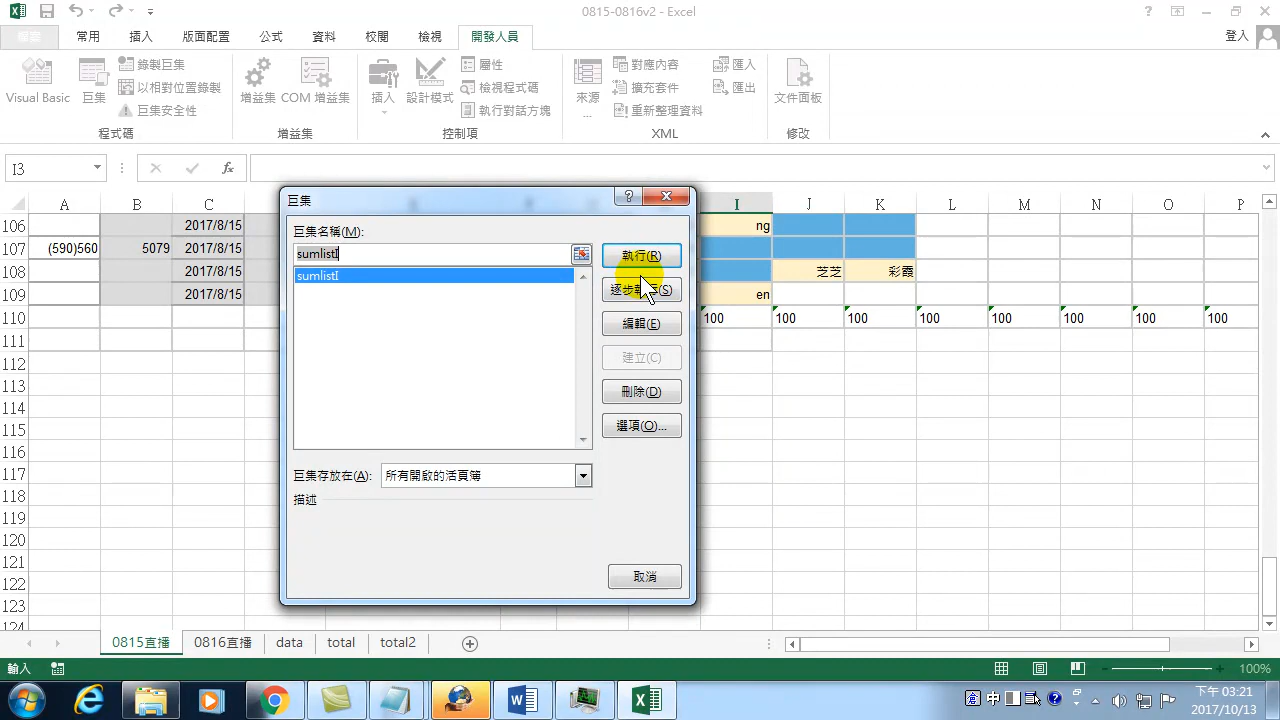 0815-0816v2 - Excel
檔案 常用 插入 版面配置 公式 資料 校閱 檢視 開發人員 登入
Visual Basic 巨集 錄製巨集 以相對位置錄製 巨集安全性
程式碼
增益集 COM 增益集
增益集
插入 設計模式 屬性 檢視程式碼 執行對話方塊
控制項
來源 ... 對應內容 擴充套件 重新整理資料 匯入 匯出
XML
文件面板
修改
I3 fx
A B C I J K L M N O P
106 2017/8/15 ng
107 (590)560 5079 2017/8/15
108 2017/8/15 芝芝 彩霞
109 2017/8/15 en
10 100 100 100 100 100 100 100
111
112
113
114
115
116
117
118
119
120
121
122
123
124
巨集
巨集名稱(M):
sumlistI
sumlistI
執行(R)
逐步執行(S)
編輯(E)
建立(C)
刪除(D)
選項(O)...
巨集存放在(A): 所有開啟的活頁簿
描述
取消
0815直播 0816直播 data total total2
輸入 100%
中
下午 03:21
2017/10/13